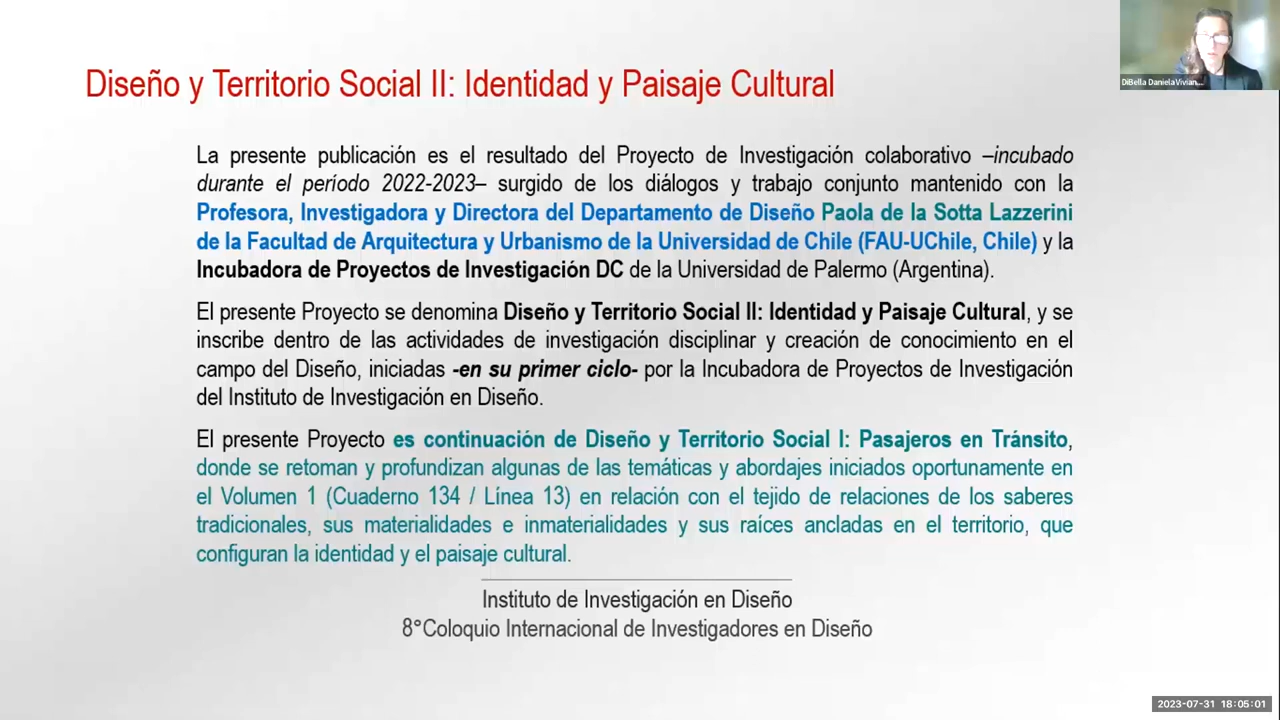 DiBella DanielaVivian...
Diseño y Territorio Social II: Identidad y Paisaje Cultural
La presente publicación es el resultado del Proyecto de Investigación colaborativo –incubado
durante el período 2022-2023– surgido de los diálogos y trabajo conjunto mantenido con la
Profesora, Investigadora y Directora del Departamento de Diseño Paola de la Sotta Lazzerini
de la Facultad de Arquitectura y Urbanismo de la Universidad de Chile (FAU-UChile, Chile) y la
Incubadora de Proyectos de Investigación DC de la Universidad de Palermo (Argentina).
El presente Proyecto se denomina Diseño y Territorio Social II: Identidad y Paisaje Cultural, y se
inscribe dentro de las actividades de investigación disciplinar y creación de conocimiento en el
campo del Diseño, iniciadas -en su primer ciclo- por la Incubadora de Proyectos de Investigación
del Instituto de Investigación en Diseño.
El presente Proyecto es continuación de Diseño y Territorio Social I: Pasajeros en Tránsito,
donde se retoman y profundizan algunas de las temáticas y abordajes iniciados oportunamente en
el Volumen 1 (Cuaderno 134 / Línea 13) en relación con el tejido de relaciones de los saberes
tradicionales, sus materialidades e inmaterialidades y sus raíces ancladas en el territorio, que
configuran la identidad y el paisaje cultural.
Instituto de Investigación en Diseño
8°Coloquio Internacional de Investigadores en Diseño
2023-07-31 18:05:01